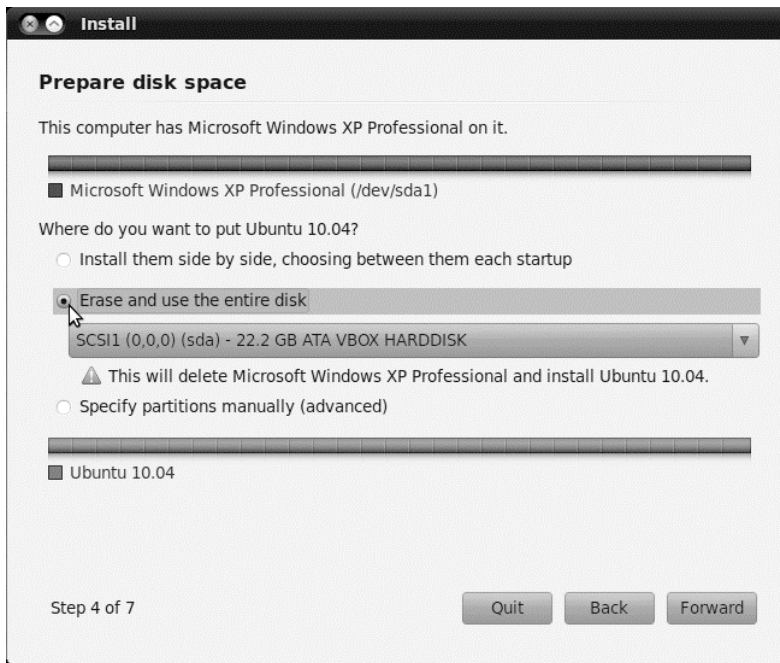 Install
Prepare disk space
This computer has Microsoft Windows XP Professional on it.
Microsoft Windows XP Professional (/dev/sda1)
Where do you want to put Ubuntu 10.04?
Install them side by side, choosing between them each startup
Erase and use the entire disk
SCSI1 (0,0,0) (sda) - 22.2 GB ATA VBOX HARDDISK
This will delete Microsoft Windows XP Professional and install Ubuntu 10.04.
Specify partitions manually (advanced)
Ubuntu 10.04
Step 4 of 7
Quit
Back
Forward